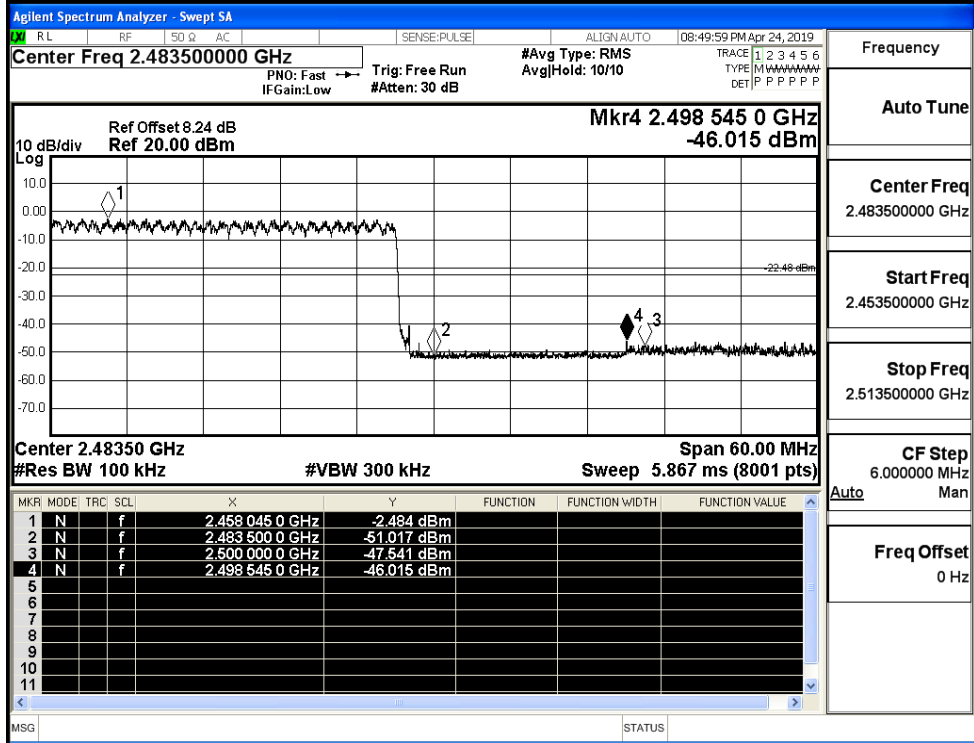 Agilent Spectrum Analyzer - Swept SA
LXI RL RF 50 Ω AC SENSE:PULSE ALIGN AUTO 08:49:59 PM Apr 24, 2019
Center Freq 2.483500000 GHz
PNO: Fast
IFGain:Low
Trig: Free Run
#Atten: 30 dB
#Avg Type: RMS
Avg|Hold: 10/10
TRACE 1 2 3 4 5 6
TYPE M W W W W W
DET P P P P P P
Mkr4 2.498 545 0 GHz
-46.015 dBm
Ref Offset 8.24 dB
10 dB/div Ref 20.00 dBm
Log
10.0
0.00
-10.0
-20.0
-30.0
-40.0
-50.0
-60.0
-70.0
1
2
4
3
-22.48 dBm
Center 2.48350 GHz Span 60.00 MHz
#Res BW 100 kHz #VBW 300 kHz Sweep 5.867 ms (8001 pts)
MKR MODE TRC SCL X Y FUNCTION FUNCTION WIDTH FUNCTION VALUE
1 N f 2.458 045 0 GHz -2.484 dBm
2 N f 2.483 500 0 GHz -51.017 dBm
3 N f 2.500 000 0 GHz -47.541 dBm
4 N f 2.498 545 0 GHz -46.015 dBm
5
6
7
8
9
10
11
MSG STATUS
Frequency
Auto Tune
Center Freq
2.483500000 GHz
Start Freq
2.453500000 GHz
Stop Freq
2.513500000 GHz
CF Step
6.000000 MHz
Auto Man
Freq Offset
0 Hz